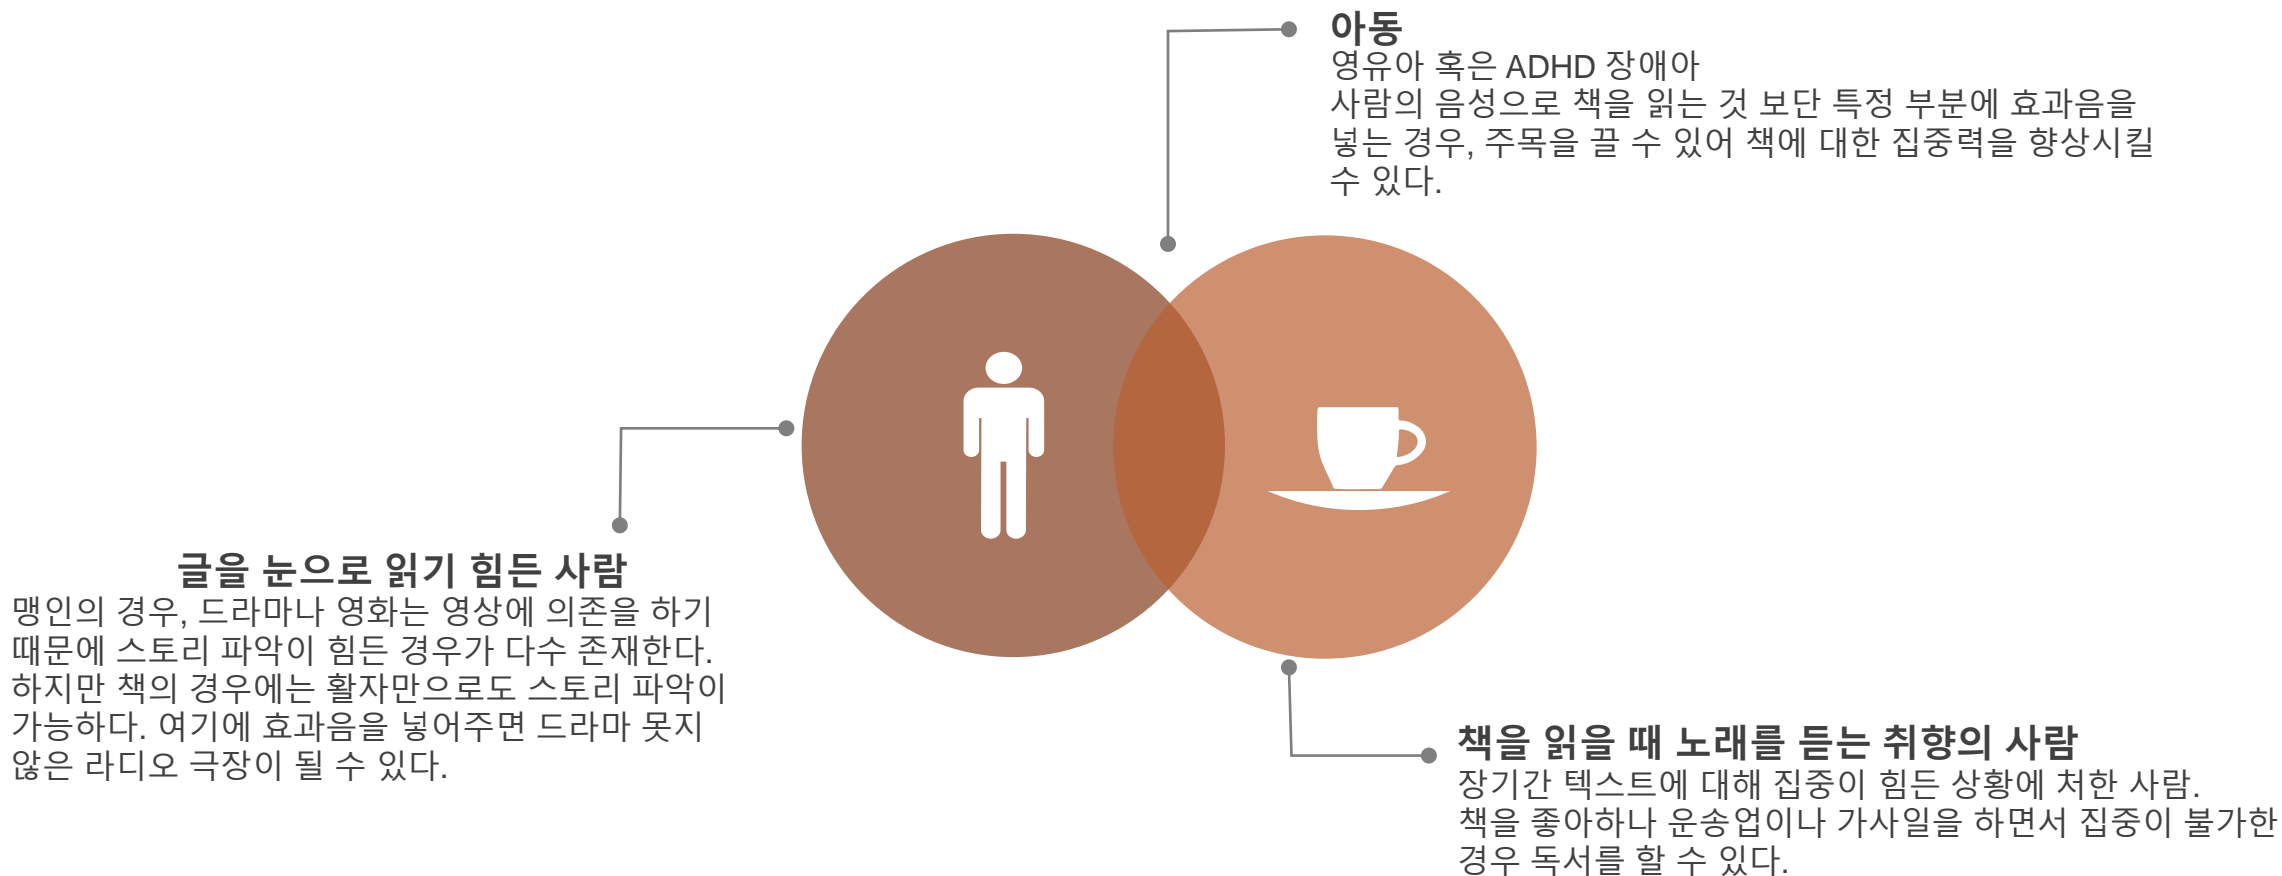 아동
영유아 혹은 ADHD 장애아
사람의 음성으로 책을 읽는 것 보단 특정 부분에 효과음을
넣는 경우, 주목을 끌 수 있어 책에 대한 집중력을 향상시킬
수 있다.
글을 눈으로 읽기 힘든 사람
맹인의 경우, 드라마나 영화는 영상에 의존을 하기
때문에 스토리 파악이 힘든 경우가 다수 존재한다.
하지만 책의 경우에는 활자만으로도 스토리 파악이
가능하다. 여기에 효과음을 넣어주면 드라마 못지
않은 라디오 극장이 될 수 있다.
책을 읽을 때 노래를 듣는 취향의 사람
장기간 텍스트에 대해 집중이 힘든 상황에 처한 사람.
책을 좋아하나 운송업이나 가사일을 하면서 집중이 불가한
경우 독서를 할 수 있다.